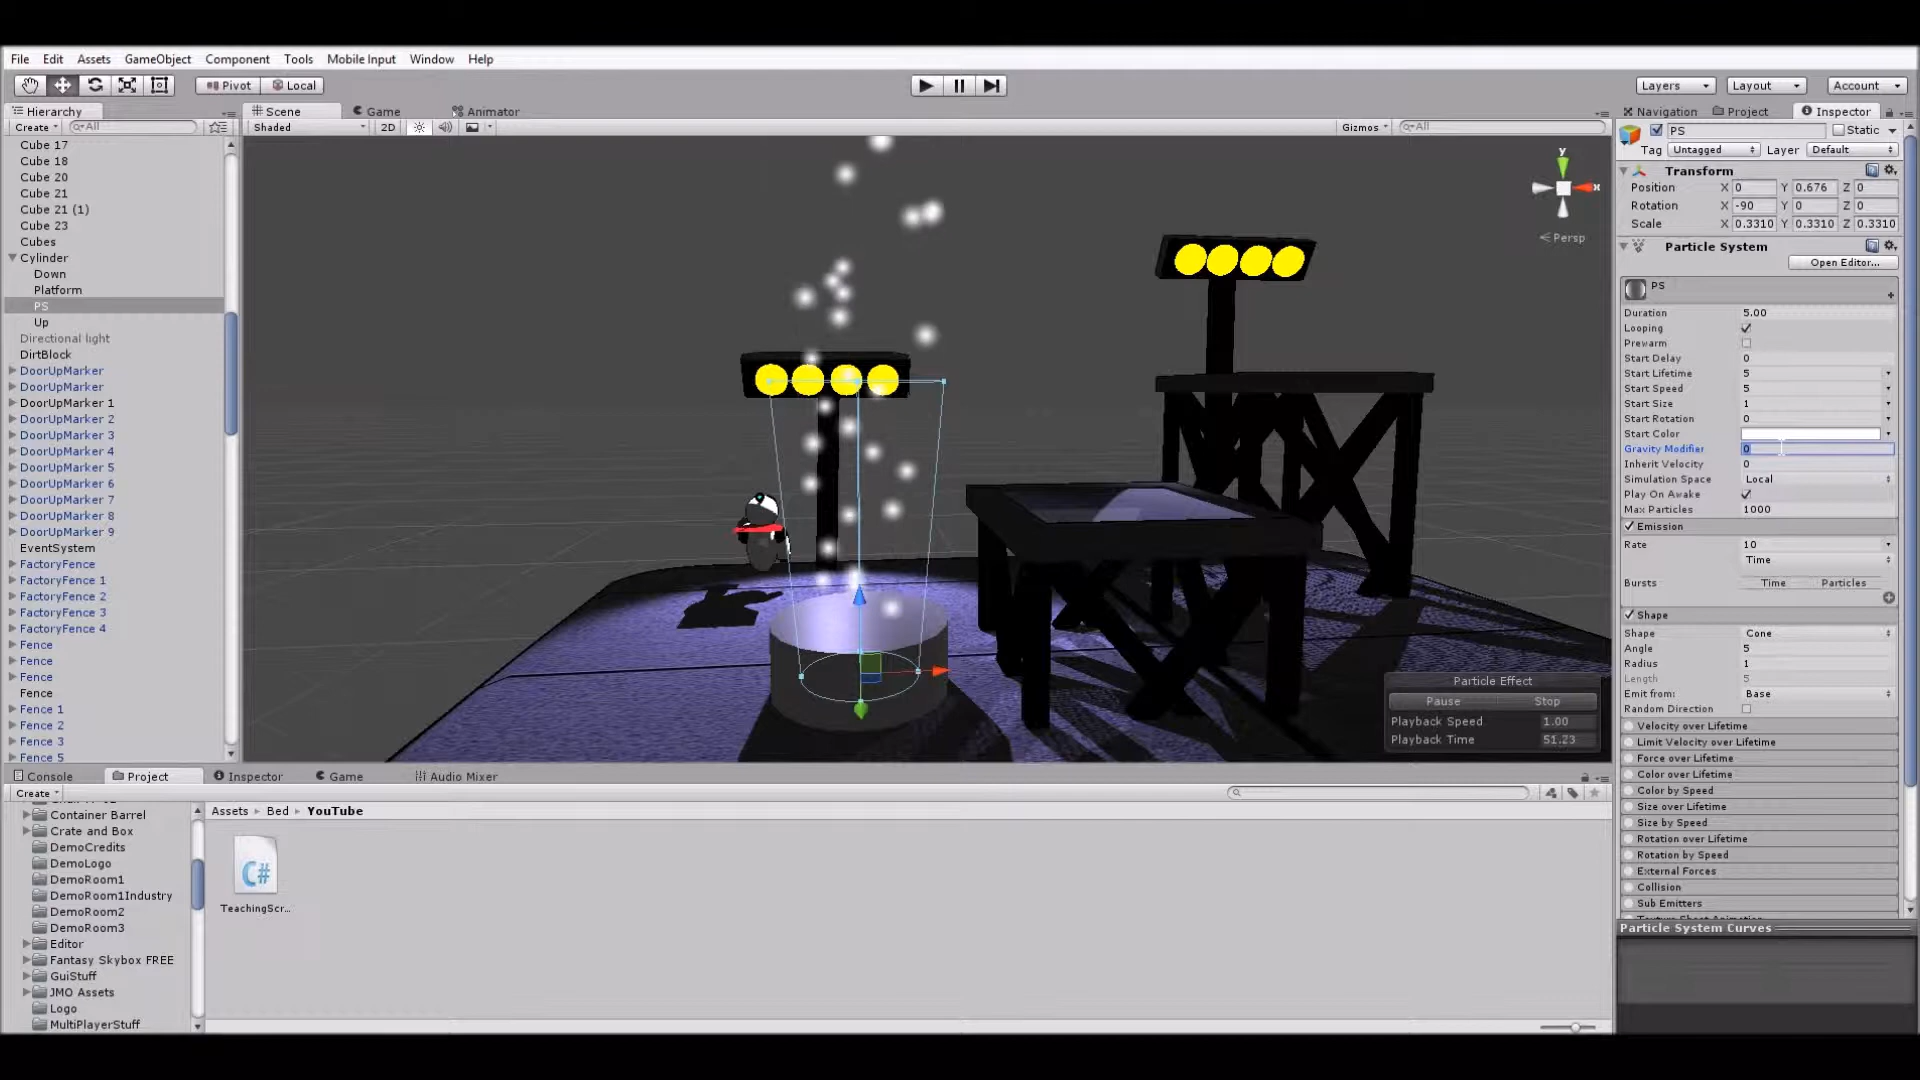 File Edit Assets GameObject Component Tools Mobile Input Window Help
Pivot Local
Layers Layout Account
Hierarchy
Scene Game Animator
Navigation Project Inspector
Create All
Shaded 2D
Gizmos All
PS Static
Tag Untagged Layer Default
Transform
Position X 0 Y 0.676 Z 0
Rotation X -90 Y 0 Z 0
Scale X 0.3310 Y 0.3310 Z 0.3310
Particle System
Open Editor...
PS
Duration 5.00
Looping
Prewarm
Start Delay 0
Start Lifetime 5
Start Speed 5
Start Size 1
Start Rotation 0
Start Color
Gravity Modifier 0
Inherit Velocity 0
Simulation Space Local
Play On Awake
Max Particles 1000
Emission
Rate 10
Time
Bursts Time Particles
Shape
Shape Cone
Angle 5
Radius 1
Length 5
Emit from: Base
Random Direction
Velocity over Lifetime
Limit Velocity over Lifetime
Force over Lifetime
Color over Lifetime
Color by Speed
Size over Lifetime
Size by Speed
Rotation over Lifetime
Rotation by Speed
External Forces
Collision
Sub Emitters
Texture Sheet Animation
Particle System Curves
Cube 17
Cube 18
Cube 20
Cube 21
Cube 21 (1)
Cube 23
Cubes
Cylinder
Down
Platform
PS
Up
Directional light
DirtBlock
DoorUpMarker
DoorUpMarker
DoorUpMarker 1
DoorUpMarker 2
DoorUpMarker 3
DoorUpMarker 4
DoorUpMarker 5
DoorUpMarker 6
DoorUpMarker 7
DoorUpMarker 8
DoorUpMarker 9
EventSystem
FactoryFence
FactoryFence 1
FactoryFence 2
FactoryFence 3
FactoryFence 4
Fence
Fence
Fence
Fence
Fence 1
Fence 2
Fence 3
Fence 5
y
x
Persp
Particle Effect
Pause Stop
Playback Speed 1.00
Playback Time 51.23
Console Project Inspector Game Audio Mixer
Create
Container Barrel
Crate and Box
DemoCredits
DemoLogo
DemoRoom1
DemoRoom1Industry
DemoRoom2
DemoRoom3
Editor
Fantasy Skybox FREE
GuiStuff
JMO Assets
Logo
MultiPlayerStuff
Assets Bed YouTube
C#
TeachingScr...